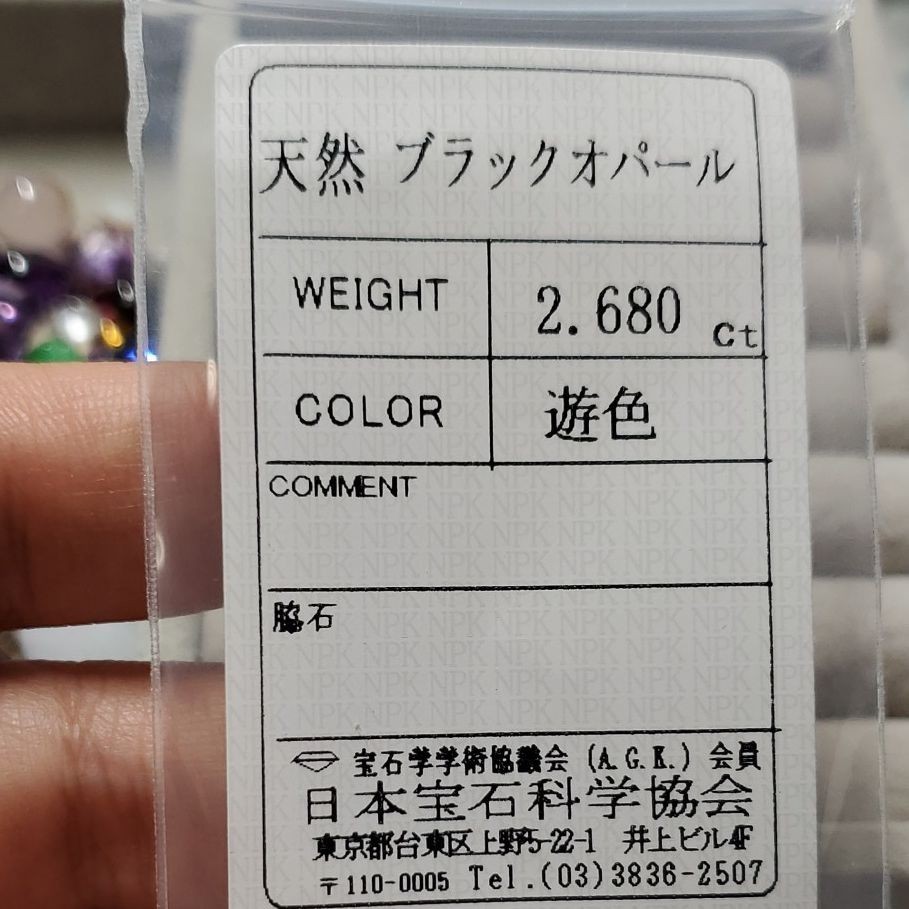 天然 ブラックオパール
WEIGHT 2.680 ct
COLOR 遊色
COMMENT
脇石
宝石学学術協議会 (A.G.K.) 会員
日本宝石科学協会
東京都台東区上野5-22-1 井上ビル4F
〒110-0005 Tel.(03)3836-2507